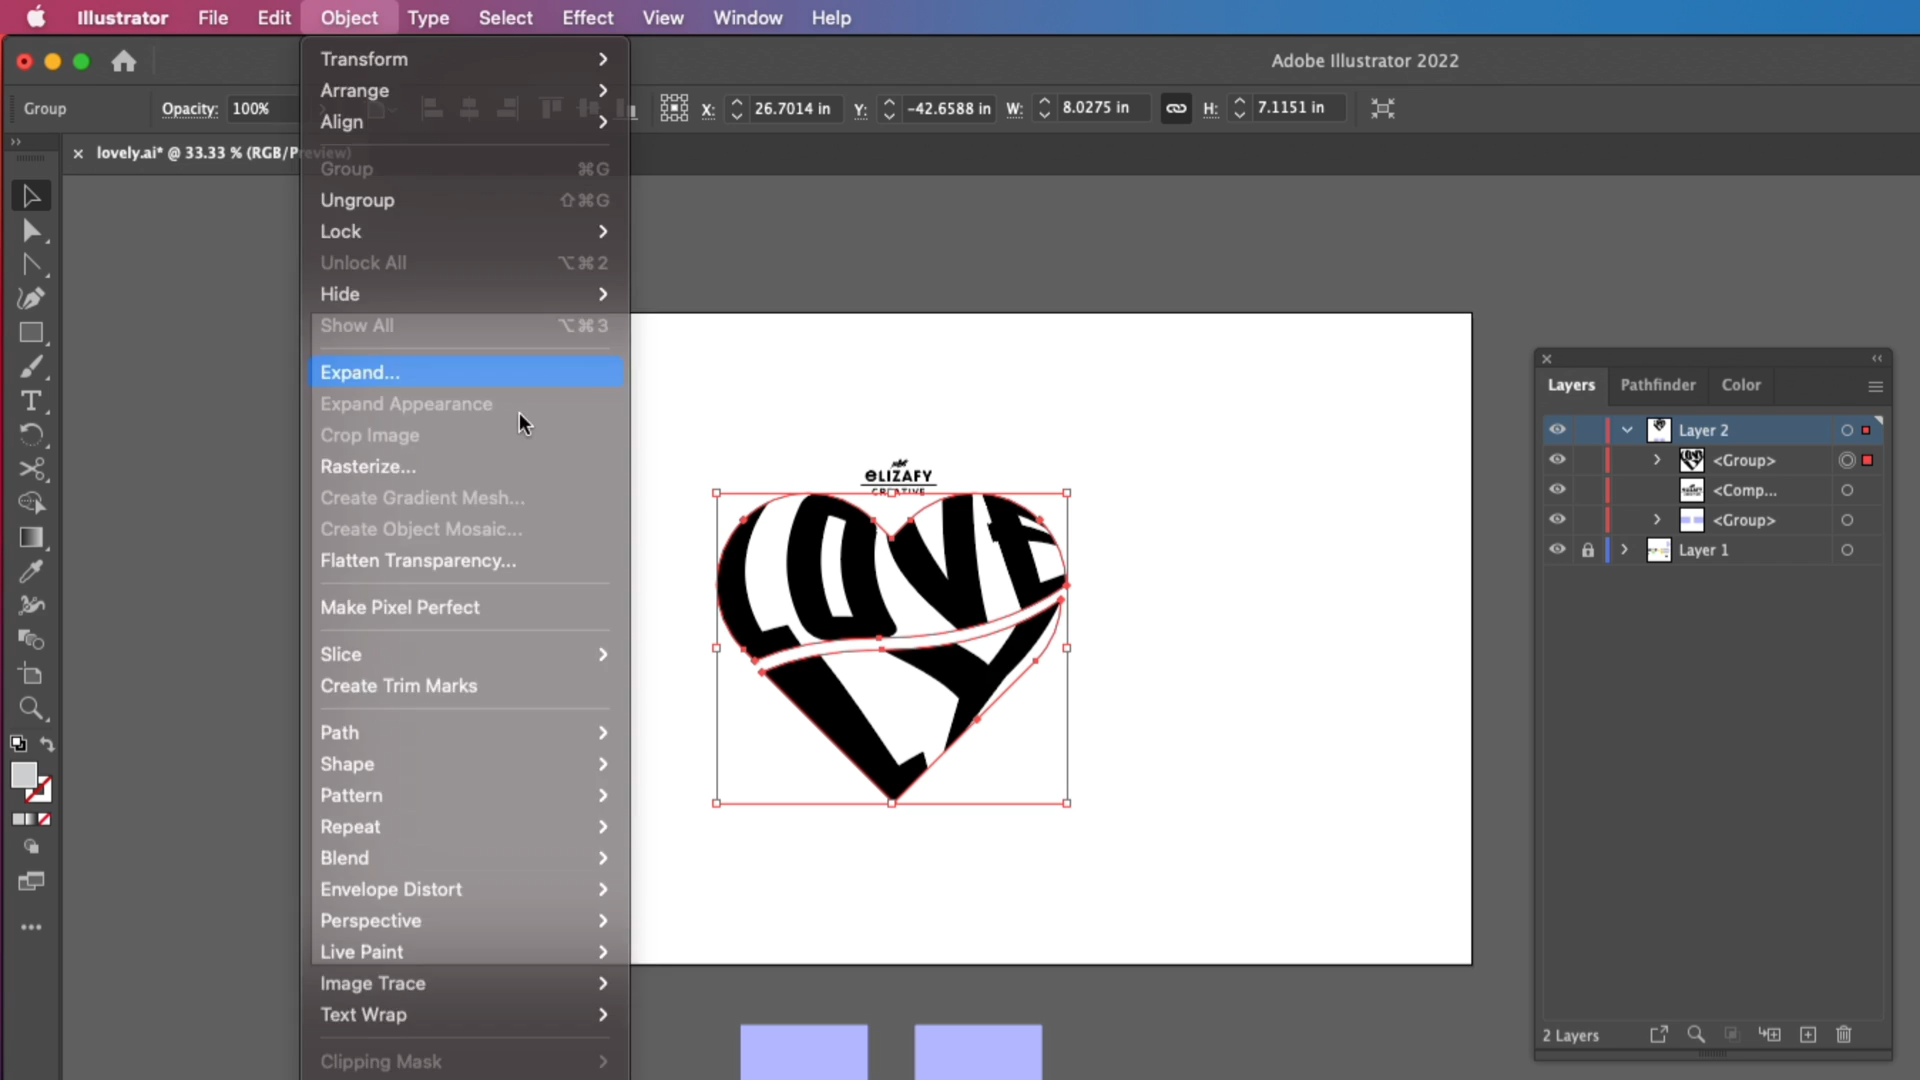 Illustrator File Edit Object Type Select Effect View Window Help
Adobe Illustrator 2022
Group Opacity: 100% X: 26.7014 in Y: -42.6588 in W: 8.0275 in H: 7.1151 in
× lovely.ai* @ 33.33 % (RGB/Preview)
Transform
Arrange
Align
Group ⌘G
Ungroup ⇧⌘G
Lock
Unlock All ⌥⌘2
Hide
Show All ⌥⌘3
Expand...
Expand Appearance
Crop Image
Rasterize...
Create Gradient Mesh...
Create Object Mosaic...
Flatten Transparency...
Make Pixel Perfect
Slice
Create Trim Marks
Path
Shape
Pattern
Repeat
Blend
Envelope Distort
Perspective
Live Paint
Image Trace
Text Wrap
Clipping Mask
eLIZAFY
CREATIVE
LOVE
LY
Layers Pathfinder Color
Layer 2
<Group>
<Comp...
<Group>
Layer 1
2 Layers